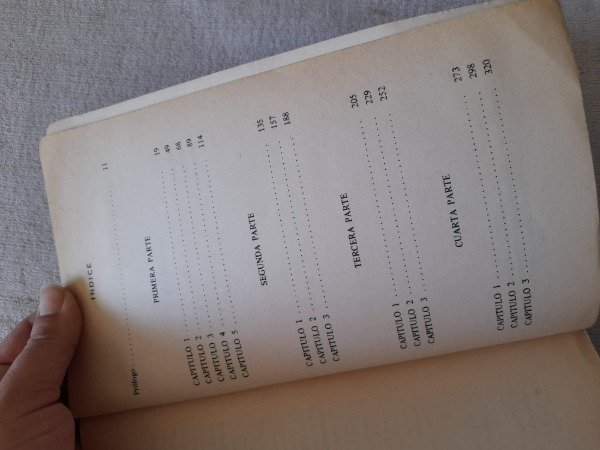 INDICE
Prólogo ........................ 11
PRIMERA PARTE
CAPITULO 1 ........................ 19
CAPITULO 2 ........................ 49
CAPITULO 3 ........................ 68
CAPITULO 4 ........................ 89
CAPITULO 5 ........................ 114
SEGUNDA PARTE
CAPITULO 1 ........................ 135
CAPITULO 2 ........................ 157
CAPITULO 3 ........................ 188
TERCERA PARTE
CAPITULO 1 ........................ 205
CAPITULO 2 ........................ 229
CAPITULO 3 ........................ 252
CUARTA PARTE
CAPITULO 1 ........................ 273
CAPITULO 2 ........................ 298
CAPITULO 3 ........................ 320